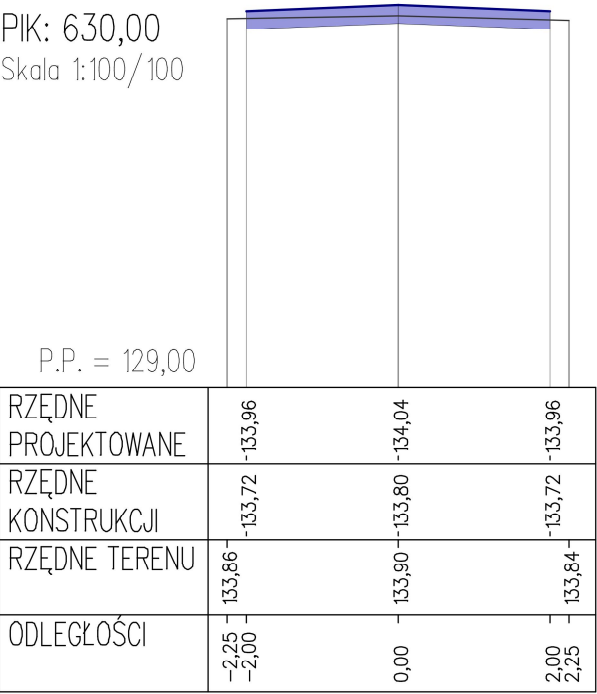 PIK: 630,00
Skala 1:100/100
P.P. = 129,00
RZĘDNE
PROJEKTOWANE
133,96
134,04
133,96
RZĘDNE
KONSTRUKCJI
133,72
133,80
133,72
RZĘDNE TERENU
133,86
133,90
133,84
ODLEGŁOŚCI
-2,25
-2,00
0,00
2,00
2,25